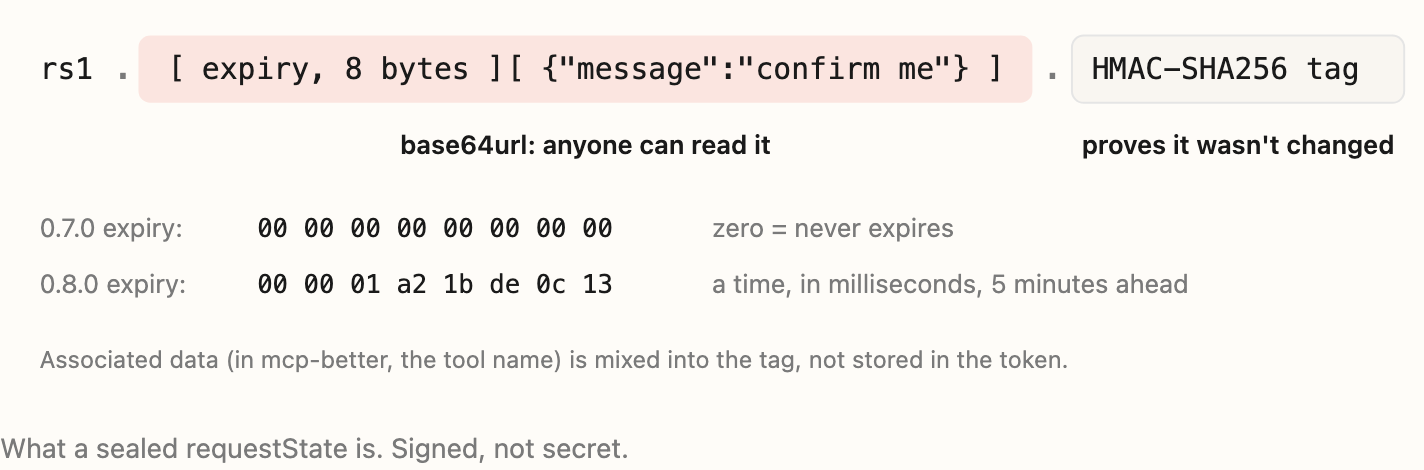 rs1 . [ expiry, 8 bytes ][ {"message":"confirm me"} ] . HMAC-SHA256 tag
base64url: anyone can read it proves it wasn't changed
0.7.0 expiry: 00 00 00 00 00 00 00 00 zero = never expires
0.8.0 expiry: 00 00 01 a2 1b de 0c 13 a time, in milliseconds, 5 minutes ahead
Associated data (in mcp-better, the tool name) is mixed into the tag, not stored in the token.
What a sealed requestState is. Signed, not secret.